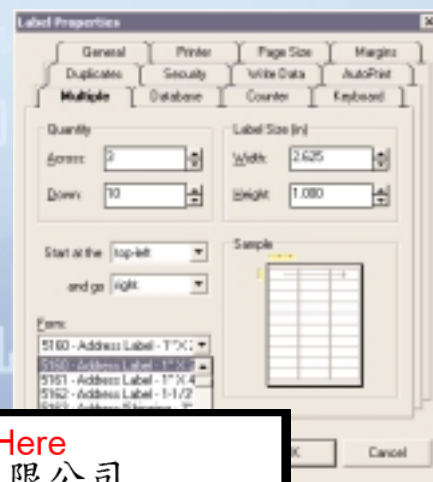 Label Properties
General Printer Page Size Margins
Duplicates Security Write Data AutoPrint
Multiple Database Counter Keyboard
Quantity
Across: 3
Down: 10
Label Size (in)
Width: 2.625
Height: 1.000
Start at the top-left
and go right.
Sample
Form:
5160 - Address Label - 1" X
5160 - Address Label - 1" X
5161 - Address Label - 1" X 4
5162 - Address Label - 1-1/3"
Cancel
Here
限公司